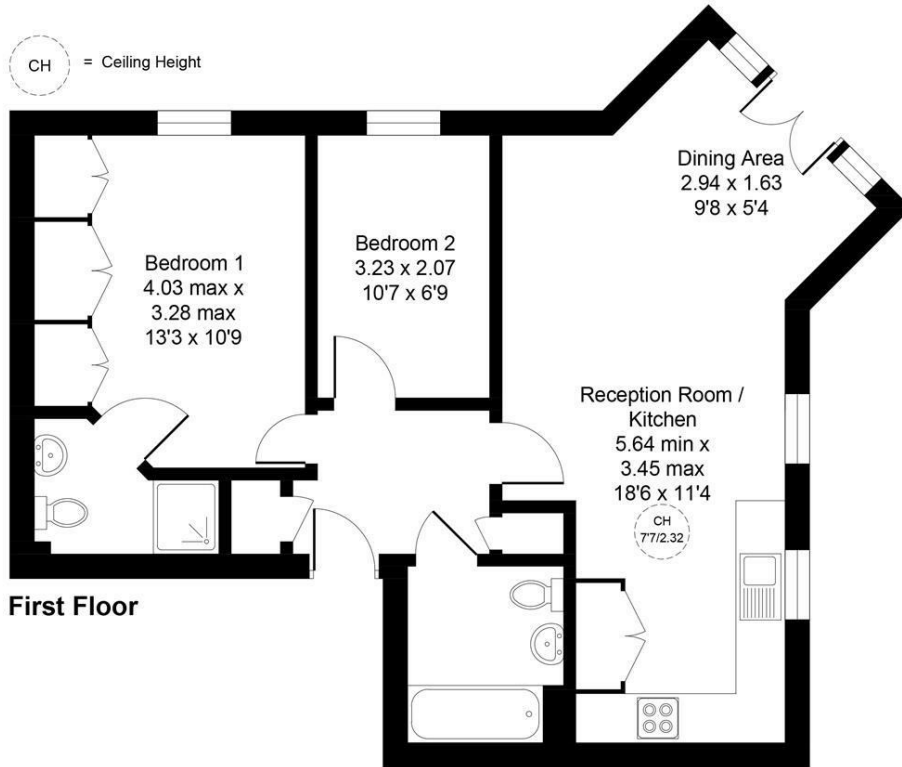 CH
= Ceiling Height
Dining Area
2.94 x 1.63
9'8 x 5'4
Bedroom 2
3.23 x 2.07
10'7 x 6'9
Bedroom 1
4.03 max x
3.28 max
13'3 x 10'9
Reception Room /
Kitchen
5.64 min x
3.45 max
18'6 x 11'4
CH
7'7/2.32
First Floor